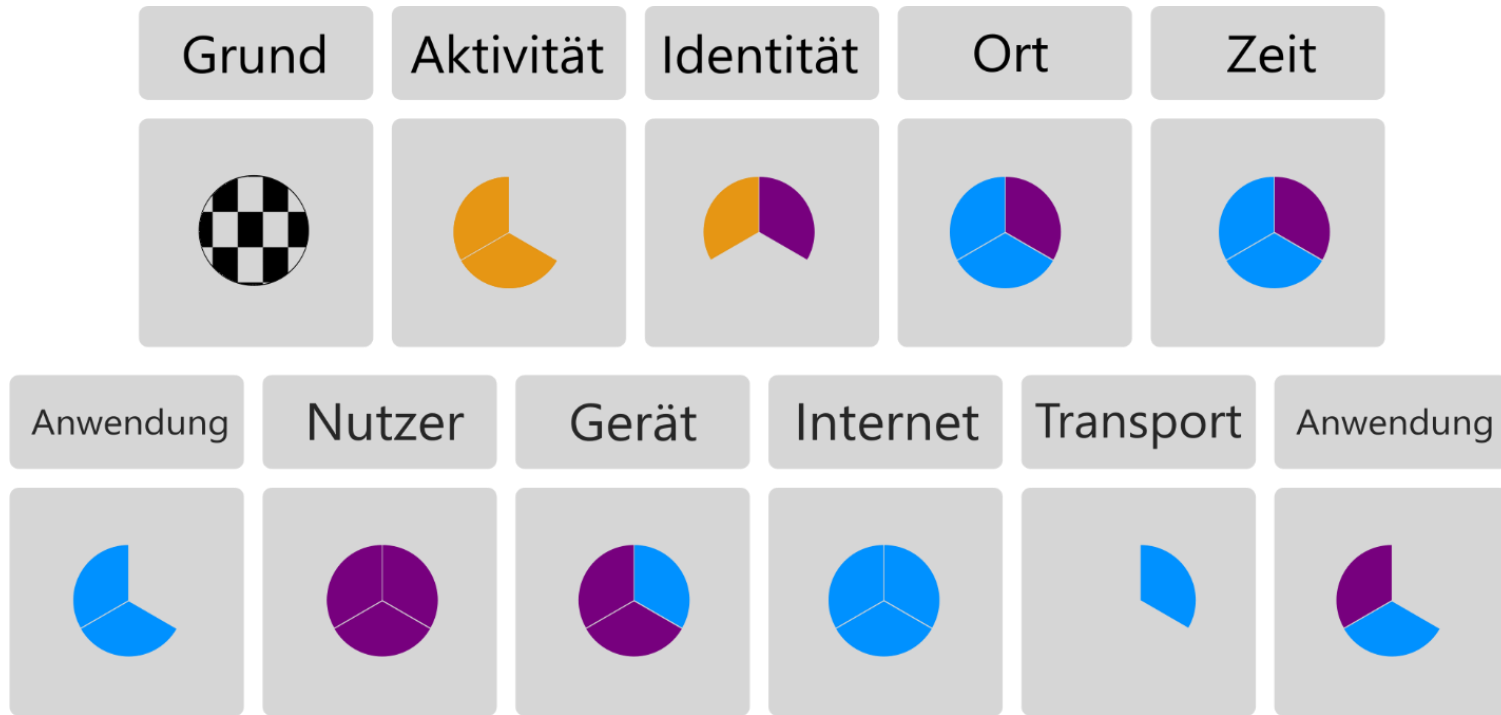 Grund Aktivität Identität Ort Zeit
Anwendung Nutzer Gerät Internet Transport Anwendung